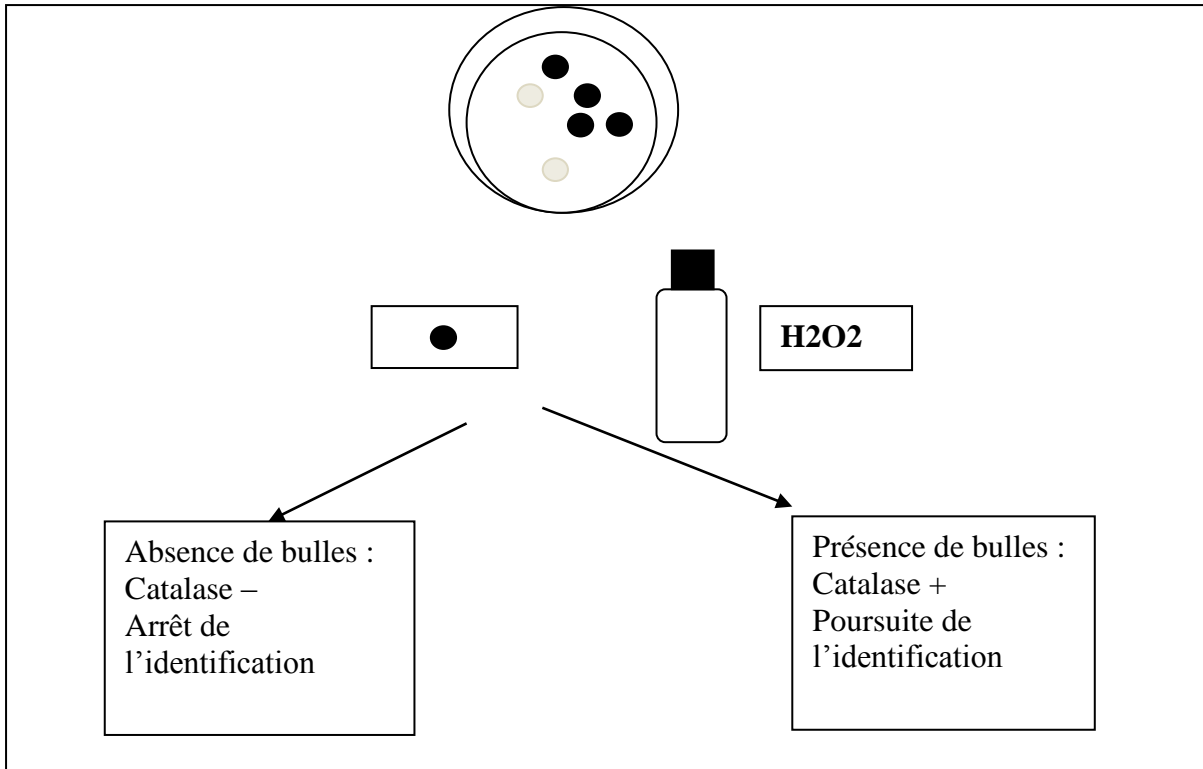 H2O2
Absence de bulles :
Catalase –
Arrêt de
l’identification
Présence de bulles :
Catalase +
Poursuite de
l’identification